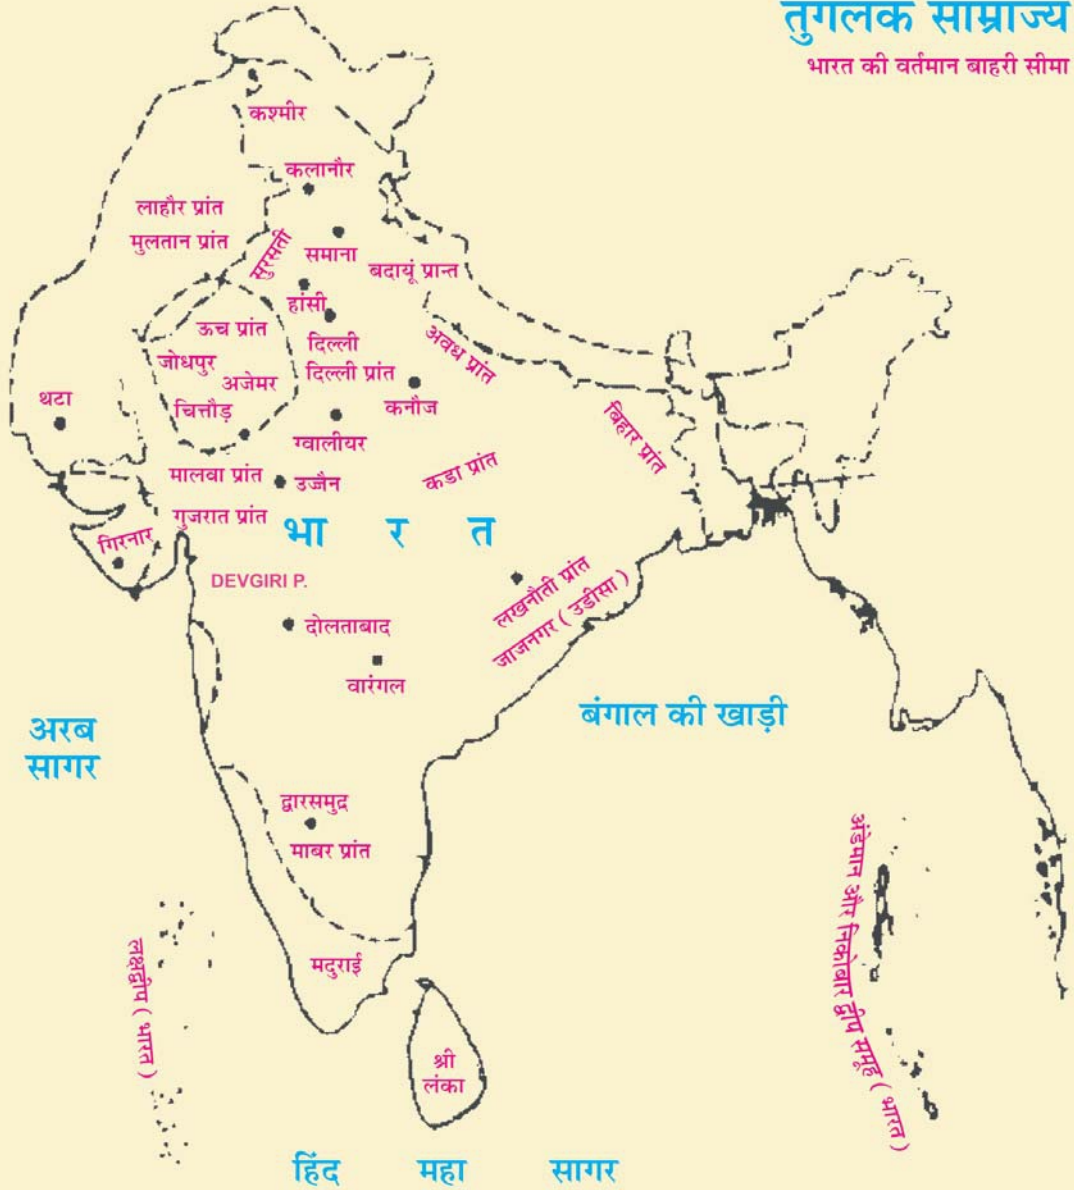 तुगलक साम्राज्य
भारत की वर्तमान बाहरी सीमा
कश्मीर
कलानौर
लाहौर प्रांत
मुलतान प्रांत
सुरसती
समाना
बदायूं प्रान्त
हांसी
ऊच प्रांत
दिल्ली
अवध प्रांत
जोधपुर
दिल्ली प्रांत
अजेमर
थटा
चित्तौड़
कनौज
ग्वालीयर
बिहार प्रांत
मालवा प्रांत
उज्जैन
कडा प्रांत
गुजरात प्रांत
भारत
गिरनार
DEVGIRI P.
लखनौती प्रांत
जाजनगर ( उडीसा )
दोलताबाद
वारंगल
अरब
सागर
बंगाल की खाड़ी
द्वारसमुद्र
माबर प्रांत
अंडेमान और निकोबार द्वीप समूह ( भारत )
मदुराई
लक्षद्वीप ( भारत )
श्री
लंका
हिंद महा सागर